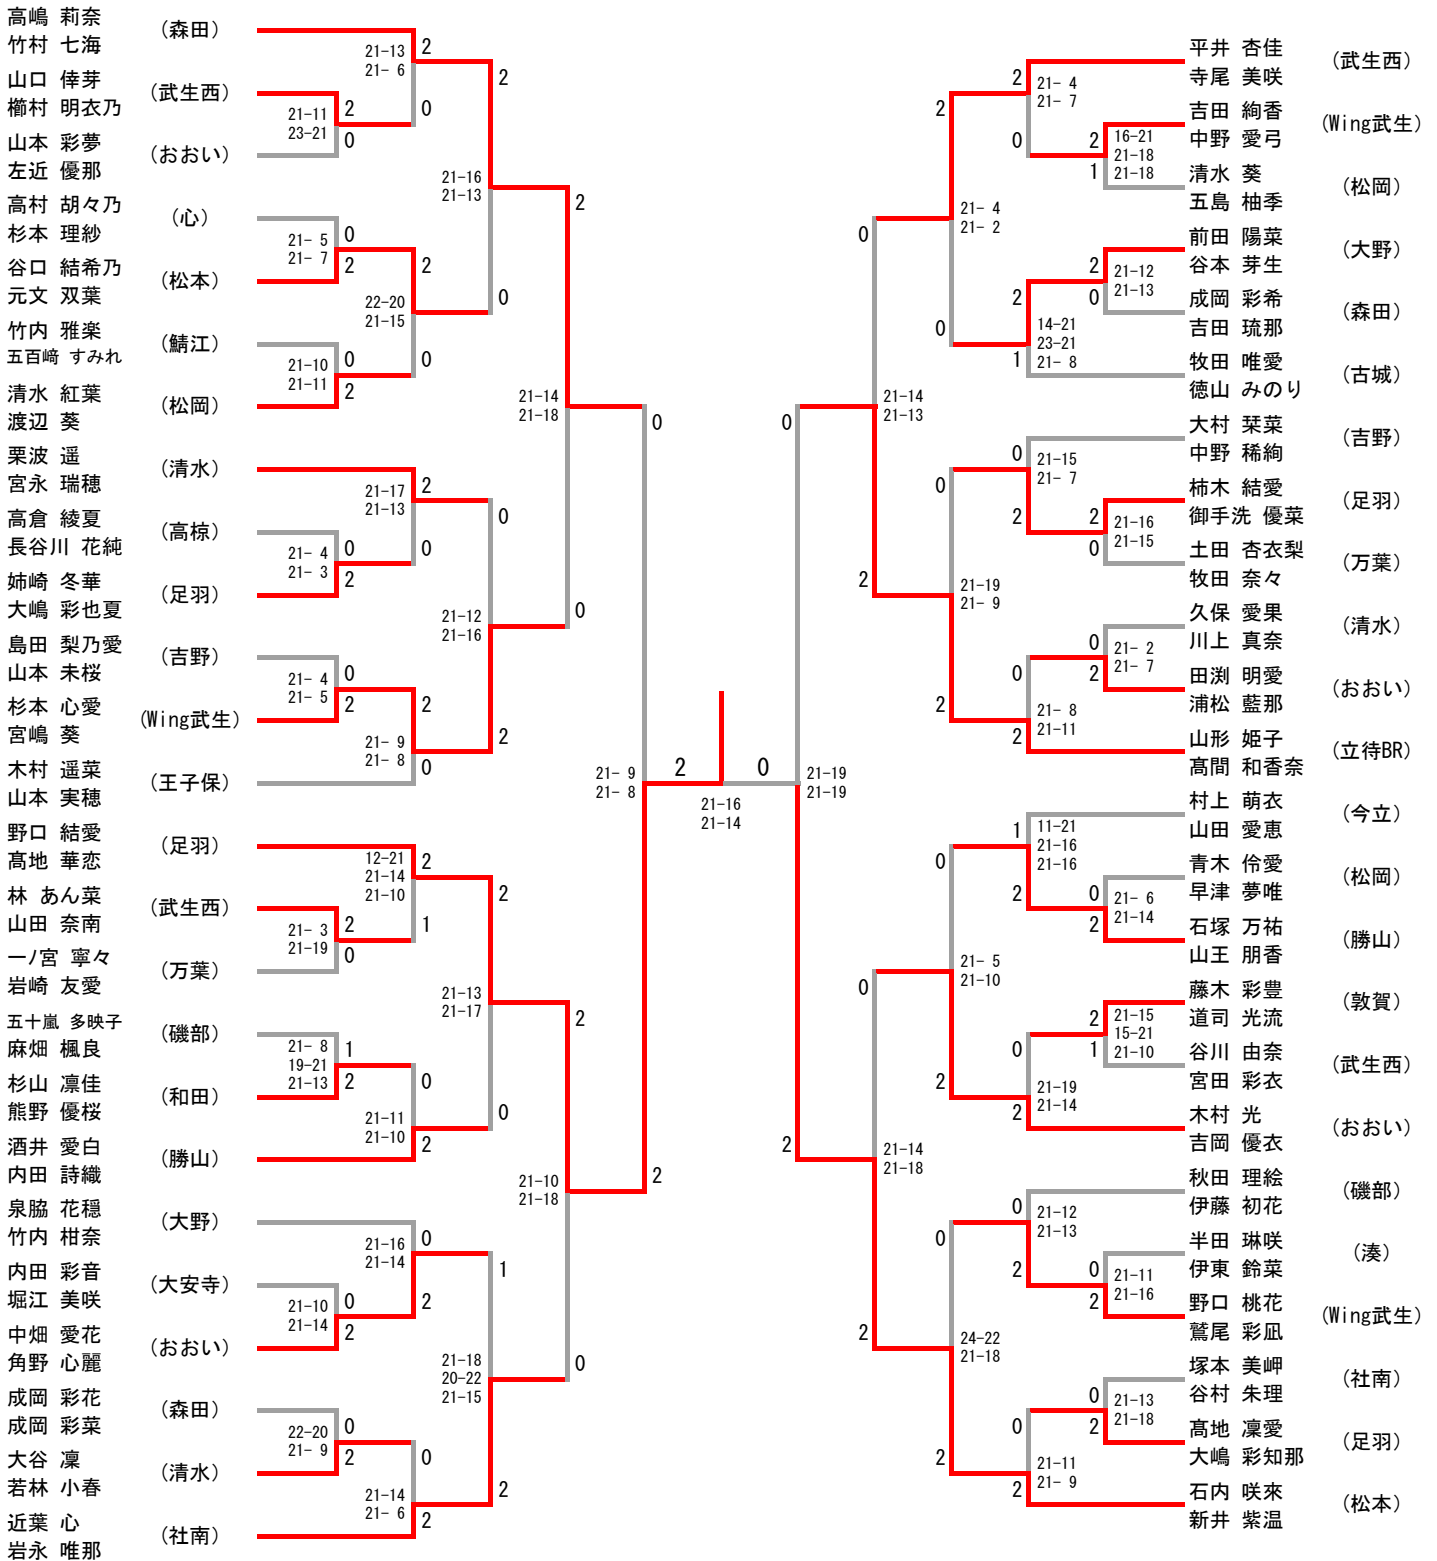 高嶋 莉奈
竹村 七海
(森田)
山口 倖芽
櫛村 明衣乃
(武生西)
山本 彩夢
左近 優那
(おおい)
高村 胡々乃
杉本 理紗
(心)
谷口 結希乃
元文 双葉
(松本)
竹内 雅楽
五百﨑 すみれ
(鯖江)
清水 紅葉
渡辺 葵
(松岡)
栗波 遥
宮永 瑞穂
(清水)
高倉 綾夏
長谷川 花純
(高椋)
姉崎 冬華
大嶋 彩也夏
(足羽)
島田 梨乃愛
山本 未桜
(吉野)
杉本 心愛
宮嶋 葵
(Wing武生)
木村 遥菜
山本 実穂
(王子保)
野口 結愛
髙地 華恋
(足羽)
林 あん菜
山田 奈南
(武生西)
一ノ宮 寧々
岩崎 友愛
(万葉)
五十嵐 多映子
麻畑 楓良
(磯部)
杉山 凛佳
熊野 優桜
(和田)
酒井 愛白
内田 詩織
(勝山)
泉脇 花穏
竹内 柑奈
(大野)
内田 彩音
堀江 美咲
(大安寺)
中畑 愛花
角野 心麗
(おおい)
成岡 彩花
成岡 彩菜
(森田)
大谷 凜
若林 小春
(清水)
近葉 心
岩永 唯那
(社南)
21-13
21- 6
2
0
21-11
23-21
2
0
21- 5
21- 7
0
2
22-20
21-15
2
0
21-10
21-11
0
2
21-16
21-13
2
0
21-17
21-13
2
0
21- 4
21- 3
0
2
21- 4
21- 5
0
2
21- 9
21- 8
2
0
21-12
21-16
0
2
21-14
21-18
2
0
12-21
21-14
21-10
2
1
21- 3
21-19
2
0
21- 8
19-21
21-13
1
2
21-11
21-10
0
2
21-13
21-17
2
0
21-16
21-14
0
2
21-10
21-14
0
2
22-20
21- 9
0
2
21-14
21- 6
0
2
21-18
20-22
21-15
1
2
21-10
21-18
2
0
21- 9
21- 8
0
2
2
0
21-16
21-14
21-19
21-19
0
2
21-14
21-13
0
2
21- 4
21- 2
2
0
21- 4
21- 7
2
0
16-21
21-18
21-18
2
1
21-12
21-13
2
0
14-21
23-21
21- 8
2
1
21-15
21- 7
0
2
21-16
21-15
2
0
21-19
21- 9
0
2
21- 2
21- 7
0
2
21- 8
21-11
0
2
21-14
21-18
0
2
11-21
21-16
21-16
1
2
21- 6
21-14
0
2
21- 5
21-10
0
2
21-15
15-21
21-10
2
1
21-19
21-14
0
2
21-12
21-13
0
2
21-11
21-16
0
2
24-22
21-18
0
2
21-13
21-18
0
2
21-11
21- 9
0
2
平井 杏佳
寺尾 美咲
(武生西)
吉田 絢香
中野 愛弓
(Wing武生)
清水 葵
五島 柚季
(松岡)
前田 陽菜
谷本 芽生
(大野)
成岡 彩希
吉田 琉那
(森田)
牧田 唯愛
徳山 みのり
(古城)
大村 栞菜
中野 稀絢
(吉野)
柿木 結愛
御手洗 優菜
(足羽)
土田 杏衣梨
牧田 奈々
(万葉)
久保 愛果
川上 真奈
(清水)
田渕 明愛
浦松 藍那
(おおい)
山形 姫子
髙間 和香奈
(立待BR)
村上 萌衣
山田 愛恵
(今立)
青木 伶愛
早津 夢唯
(松岡)
石塚 万祐
山王 朋香
(勝山)
藤木 彩豊
道司 光流
(敦賀)
谷川 由奈
宮田 彩衣
(武生西)
木村 光
吉岡 優衣
(おおい)
秋田 理絵
伊藤 初花
(磯部)
半田 琳咲
伊東 鈴菜
(湊)
野口 桃花
鷲尾 彩凪
(Wing武生)
塚本 美岬
谷村 朱理
(社南)
髙地 凜愛
大嶋 彩知那
(足羽)
石内 咲來
新井 紫温
(松本)